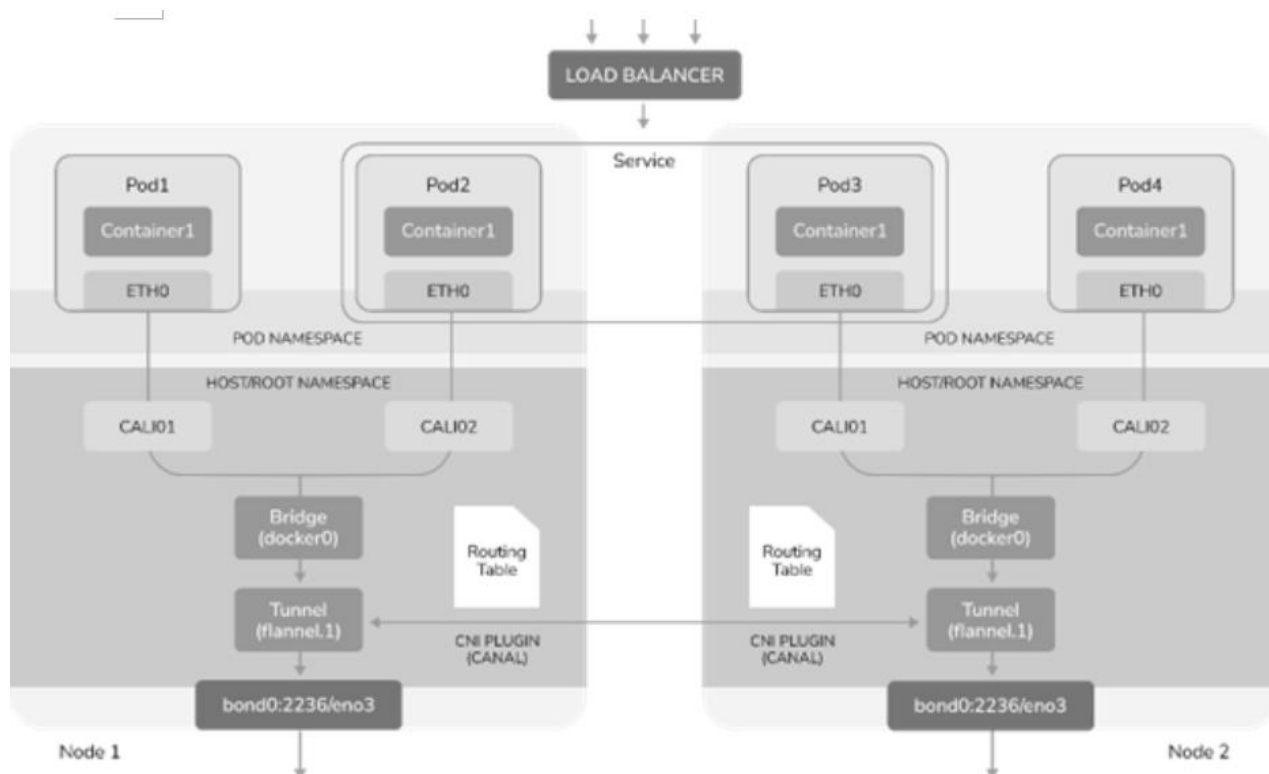 LOAD BALANCER
Service
Pod1
Container1
ETH0
Pod2
Container1
ETH0
Pod3
Container1
ETH0
Pod4
Container1
ETH0
POD NAMESPACE
POD NAMESPACE
HOST/ROOT NAMESPACE
HOST/ROOT NAMESPACE
CALI01
CALI02
CALI01
CALI02
Bridge
(docker0)
Routing
Table
Routing
Table
Bridge
(docker0)
Tunnel
(flannel.1)
CNI PLUGIN
(CANAL)
CNI PLUGIN
(CANAL)
Tunnel
(flannel.1)
bond0:2236/eno3
bond0:2236/eno3
Node 1
Node 2